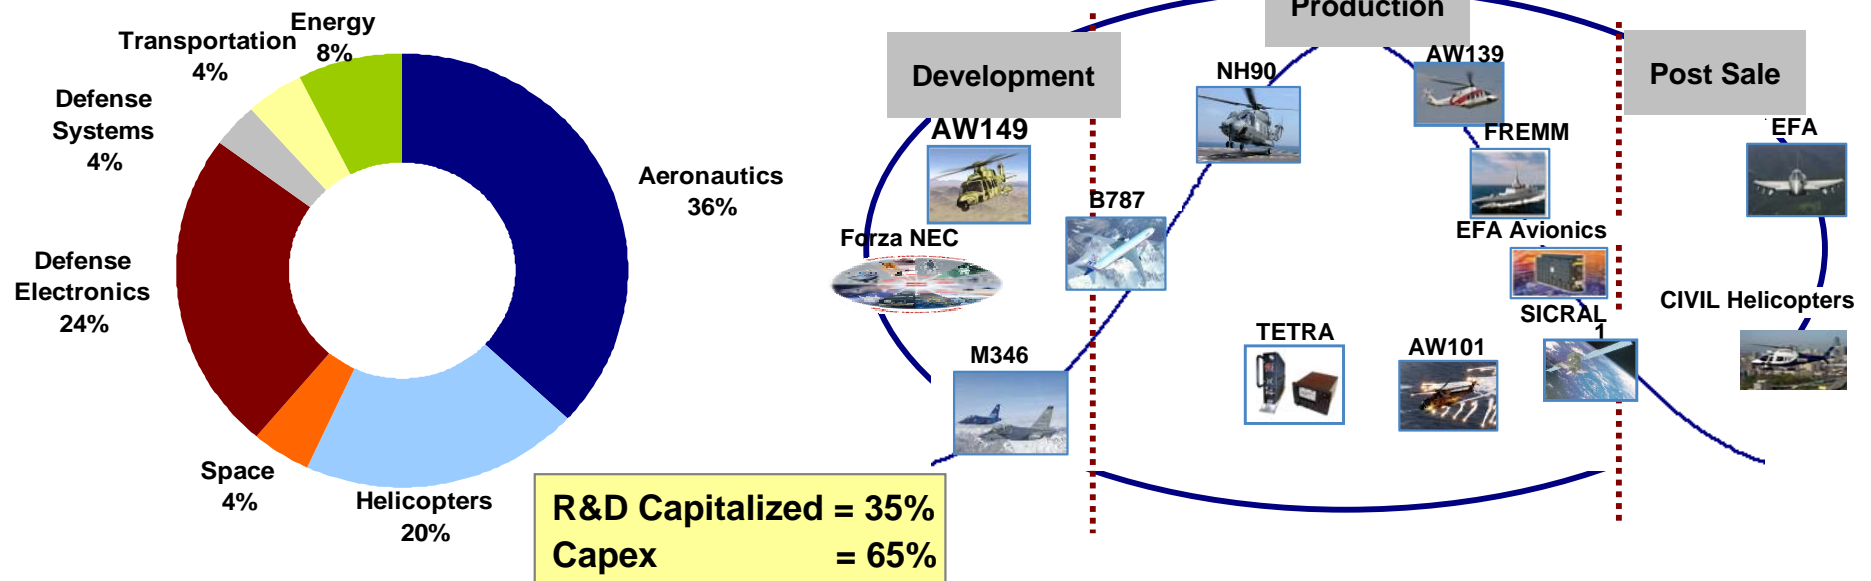 Energy
8%
Transportation
4%
Defense
Systems
4%
Defense
Electronics
24%
Space
4%
Helicopters
20%
Aeronautics
36%
R&D Capitalized = 35%
Capex = 65%
Development
Production
Post Sale
AW149
Forza NEC
M346
B787
NH90
AW139
FREMM
EFA Avionics
SICRAL
1
TETRA
AW101
EFA
CIVIL Helicopters